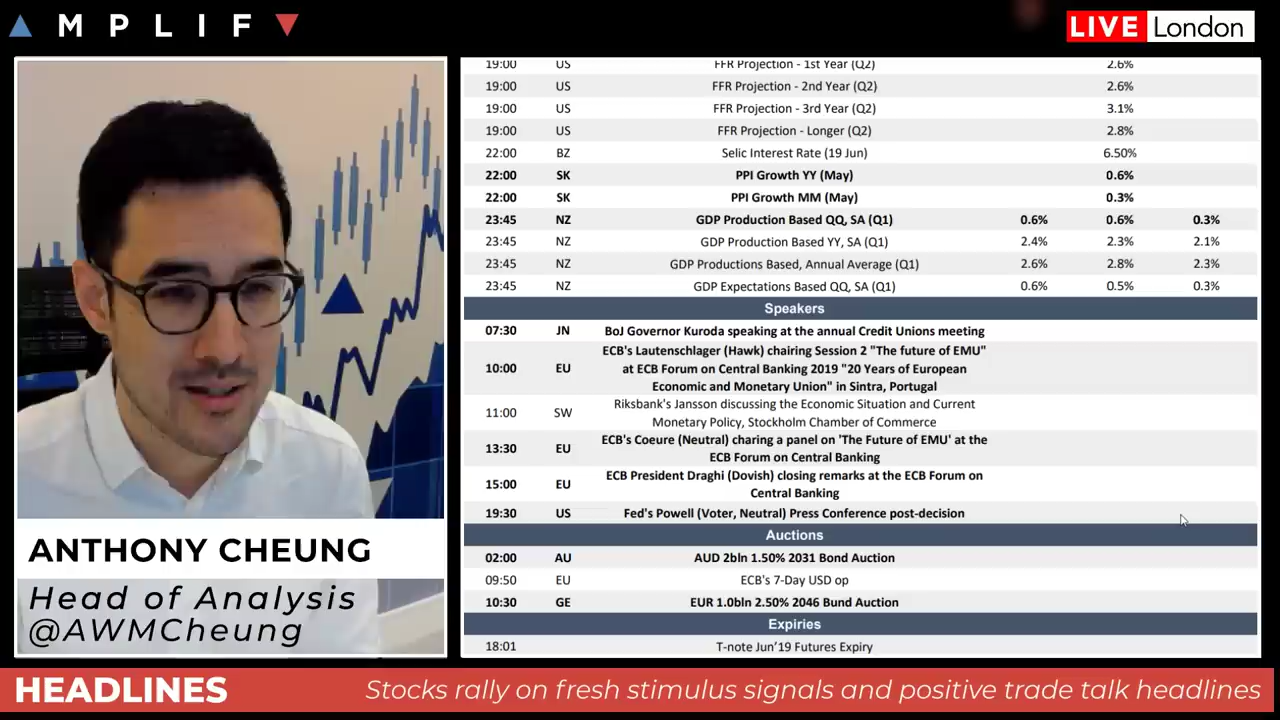 MPLIF
LIVE London
19:00 US FFR Projection - 1st Year (Q2) 2.6%
19:00 US FFR Projection - 2nd Year (Q2) 2.6%
19:00 US FFR Projection - 3rd Year (Q2) 3.1%
19:00 US FFR Projection - Longer (Q2) 2.8%
22:00 BZ Selic Interest Rate (19 Jun) 6.50%
22:00 SK PPI Growth YY (May) 0.6%
22:00 SK PPI Growth MM (May) 0.3%
23:45 NZ GDP Production Based QQ, SA (Q1) 0.6% 0.6% 0.3%
23:45 NZ GDP Production Based YY, SA (Q1) 2.4% 2.3% 2.1%
23:45 NZ GDP Productions Based, Annual Average (Q1) 2.6% 2.8% 2.3%
23:45 NZ GDP Expectations Based QQ, SA (Q1) 0.6% 0.5% 0.3%
Speakers
07:30 JN BoJ Governor Kuroda speaking at the annual Credit Unions meeting
ECB's Lautenschlager (Hawk) chairing Session 2 "The future of EMU"
10:00 EU at ECB Forum on Central Banking 2019 "20 Years of European
Economic and Monetary Union" in Sintra, Portugal
11:00 SW Riksbank's Jansson discussing the Economic Situation and Current
Monetary Policy, Stockholm Chamber of Commerce
13:30 EU ECB's Coeure (Neutral) charing a panel on 'The Future of EMU' at the
ECB Forum on Central Banking
15:00 EU ECB President Draghi (Dovish) closing remarks at the ECB Forum on
Central Banking
19:30 US Fed's Powell (Voter, Neutral) Press Conference post-decision
Auctions
02:00 AU AUD 2bln 1.50% 2031 Bond Auction
09:50 EU ECB's 7-Day USD op
10:30 GE EUR 1.0bln 2.50% 2046 Bund Auction
Expiries
18:01 T-note Jun'19 Futures Expiry
ANTHONY CHEUNG
Head of Analysis
@AWMCheung
HEADLINES Stocks rally on fresh stimulus signals and positive trade talk headlines